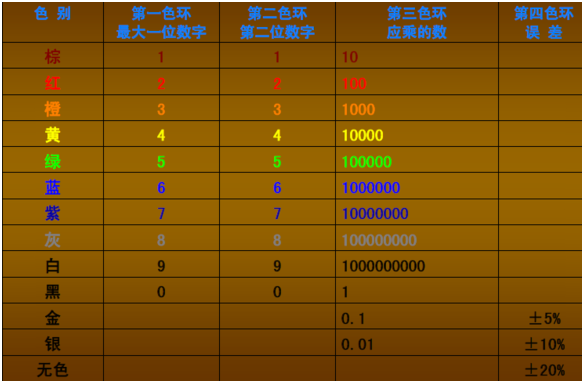 色 别 第一色环 第二色环 第三色环 第四色环
最大一位数字 第二位数字 应乘的数 误 差
棕 1 1 10
红 2 2 100
橙 3 3 1000
黄 4 4 10000
绿 5 5 100000
蓝 6 6 1000000
紫 7 7 10000000
灰 8 8 100000000
白 9 9 1000000000
黑 0 0 1
金 0.1 ±5%
银 0.01 ±10%
无色 ±20%